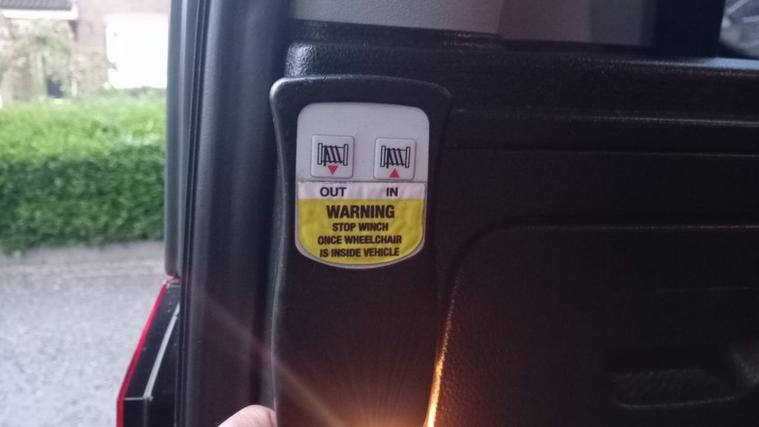 OUT IN
WARNING
STOP WINCH
ONCE WHEELCHAIR
IS INSIDE VEHICLE